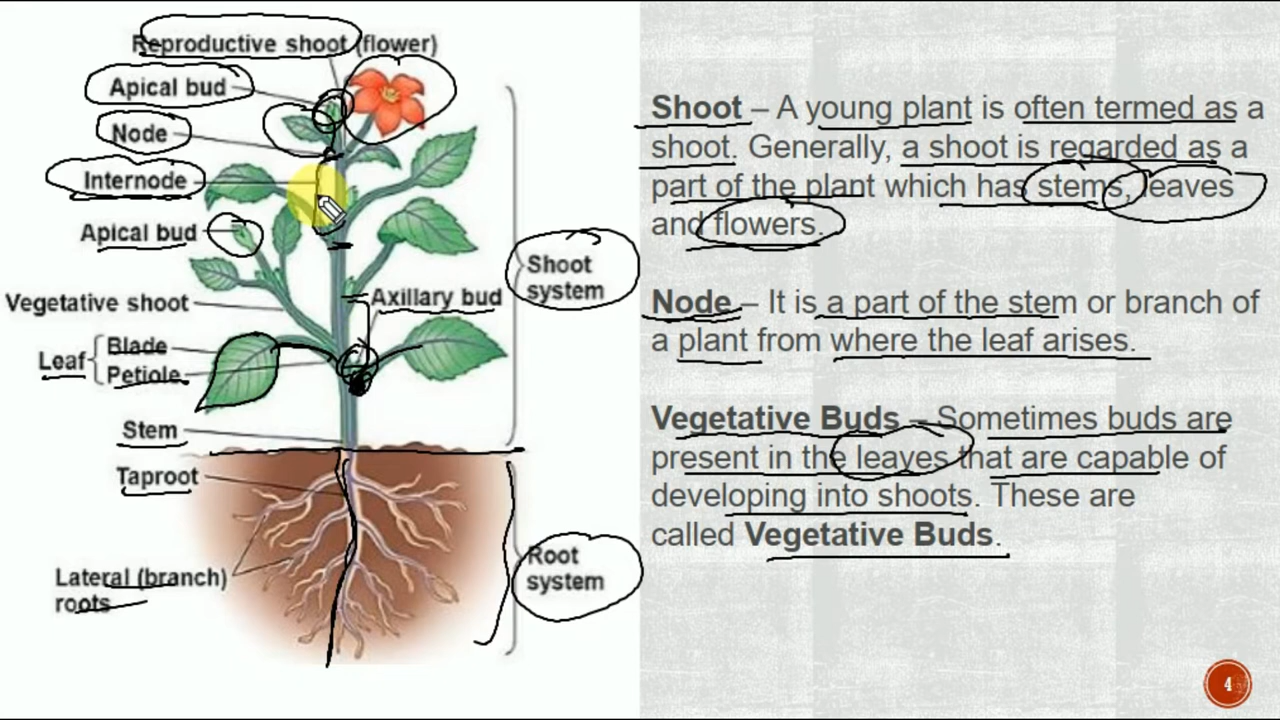 Reproductive shoot (flower)
Apical bud
Node
Internode
Apical bud
Vegetative shoot
Leaf
Blade
Petiole
Stem
Taproot
Lateral (branch)
roots
Axillary bud
Shoot
system
Root
system
Shoot – A young plant is often termed as a
shoot. Generally, a shoot is regarded as a
part of the plant which has stems, leaves
and flowers.
Node – It is a part of the stem or branch of
a plant from where the leaf arises.
Vegetative Buds – Sometimes buds are
present in the leaves that are capable of
developing into shoots. These are
called Vegetative Buds.
4